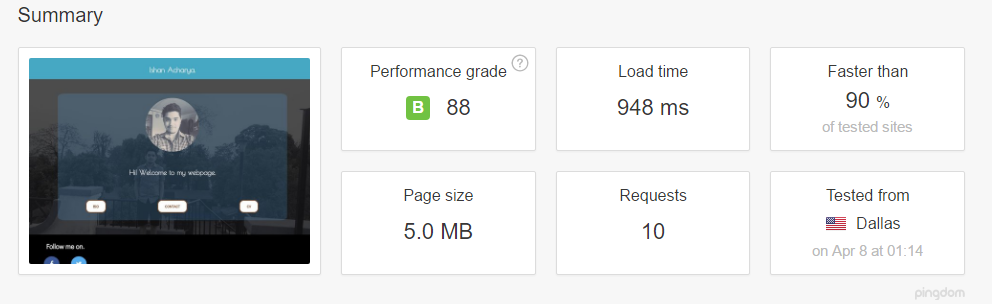 Summary
Ishan Acharya.
Hi! Welcome to my webpage.
CONTACT
Follow me on.
Performance grade ?
B 88
Load time
948 ms
Faster than
90 %
of tested sites
Page size
5.0 MB
Requests
10
Tested from
Dallas
on Apr 8 at 01:14
pingdom